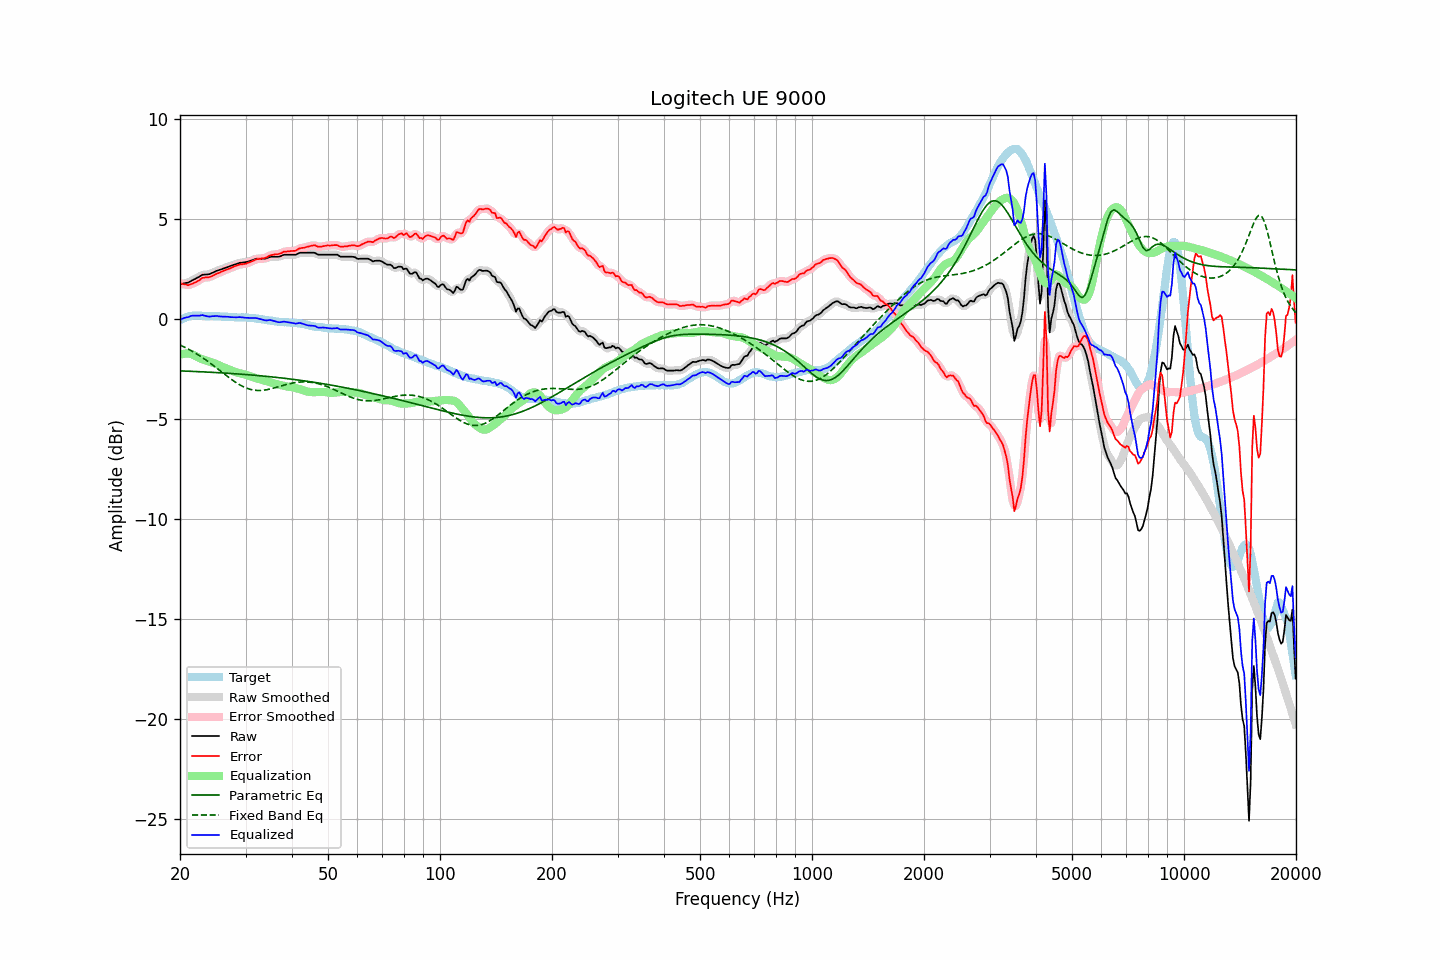 Logitech UE 9000
Amplitude (dBr)
10
5
0
−5
−10
−15
−20
−25
Target
Raw Smoothed
Error Smoothed
Raw
Error
Equalization
Parametric Eq
Fixed Band Eq
Equalized
20 50 100 200 500 1000 2000 5000 10000 20000
Frequency (Hz)